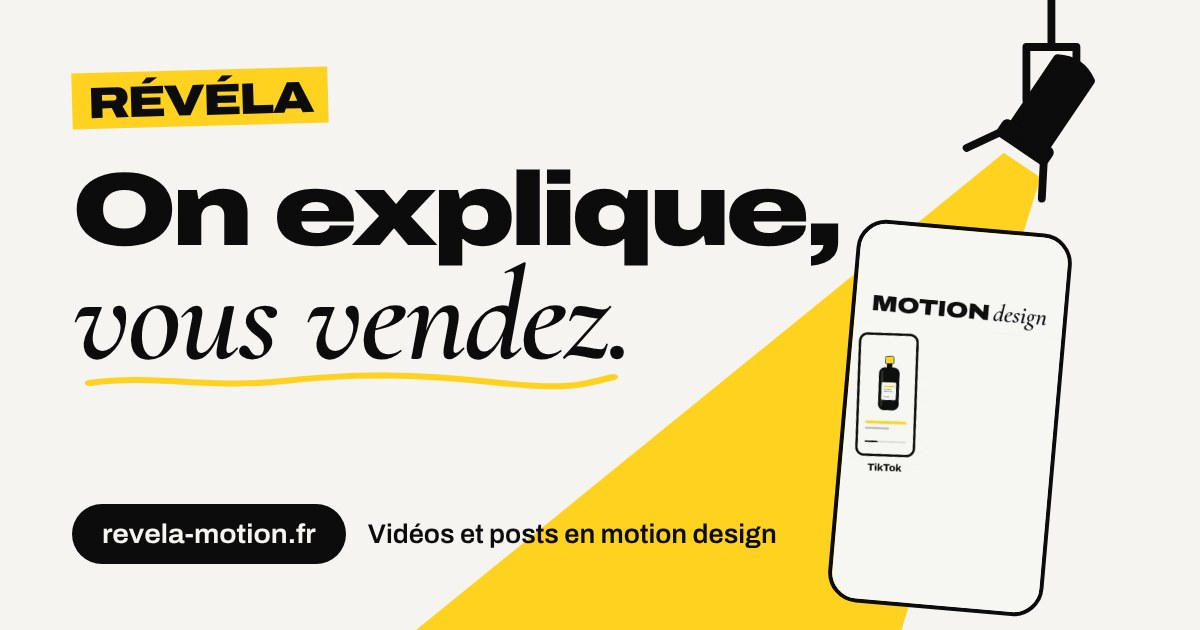 RÉVÉLA
On explique,
vous vendez.
revela-motion.fr
Vidéos et posts en motion design
MOTION design
TikTok